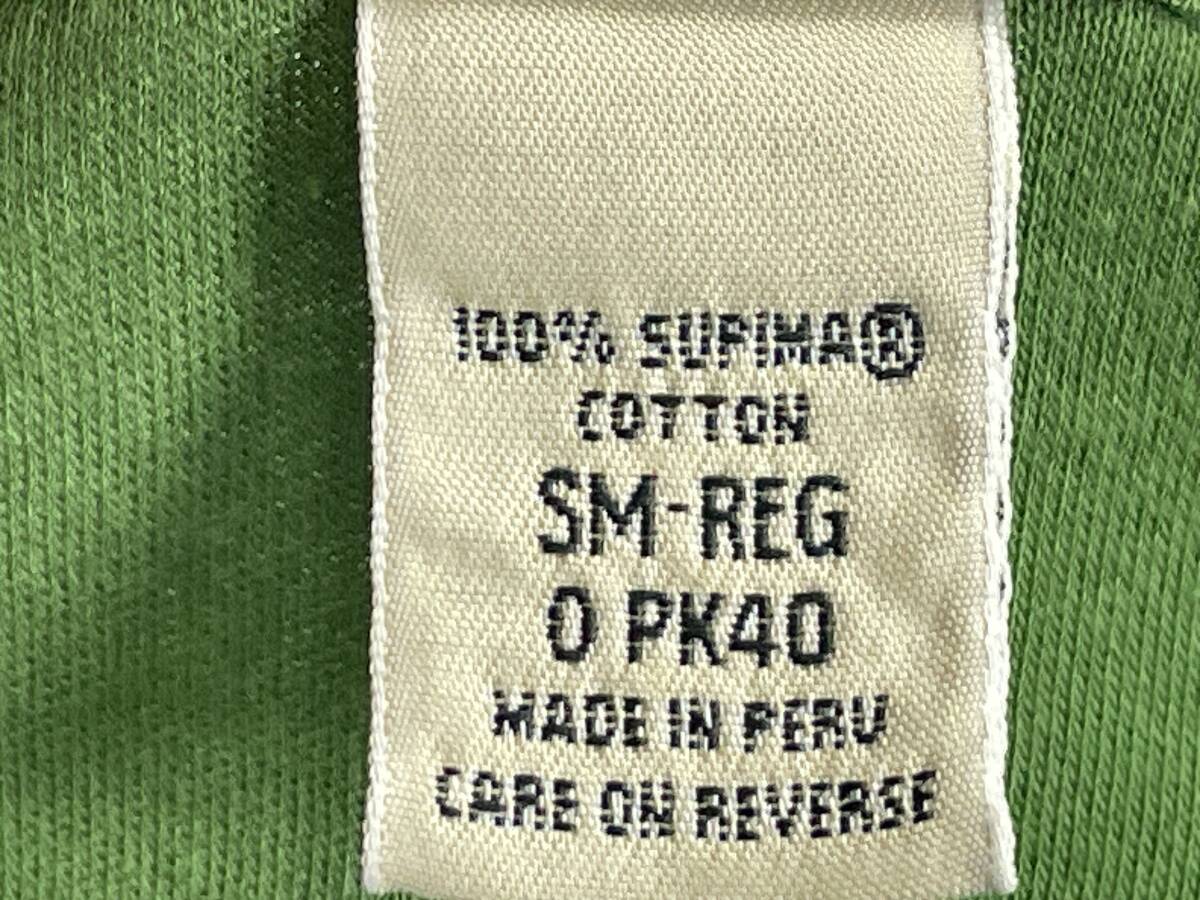 100% SUPIMA®
COTTON
SM-REG
0 PK40
MADE IN PERU
CARE ON REVERSE